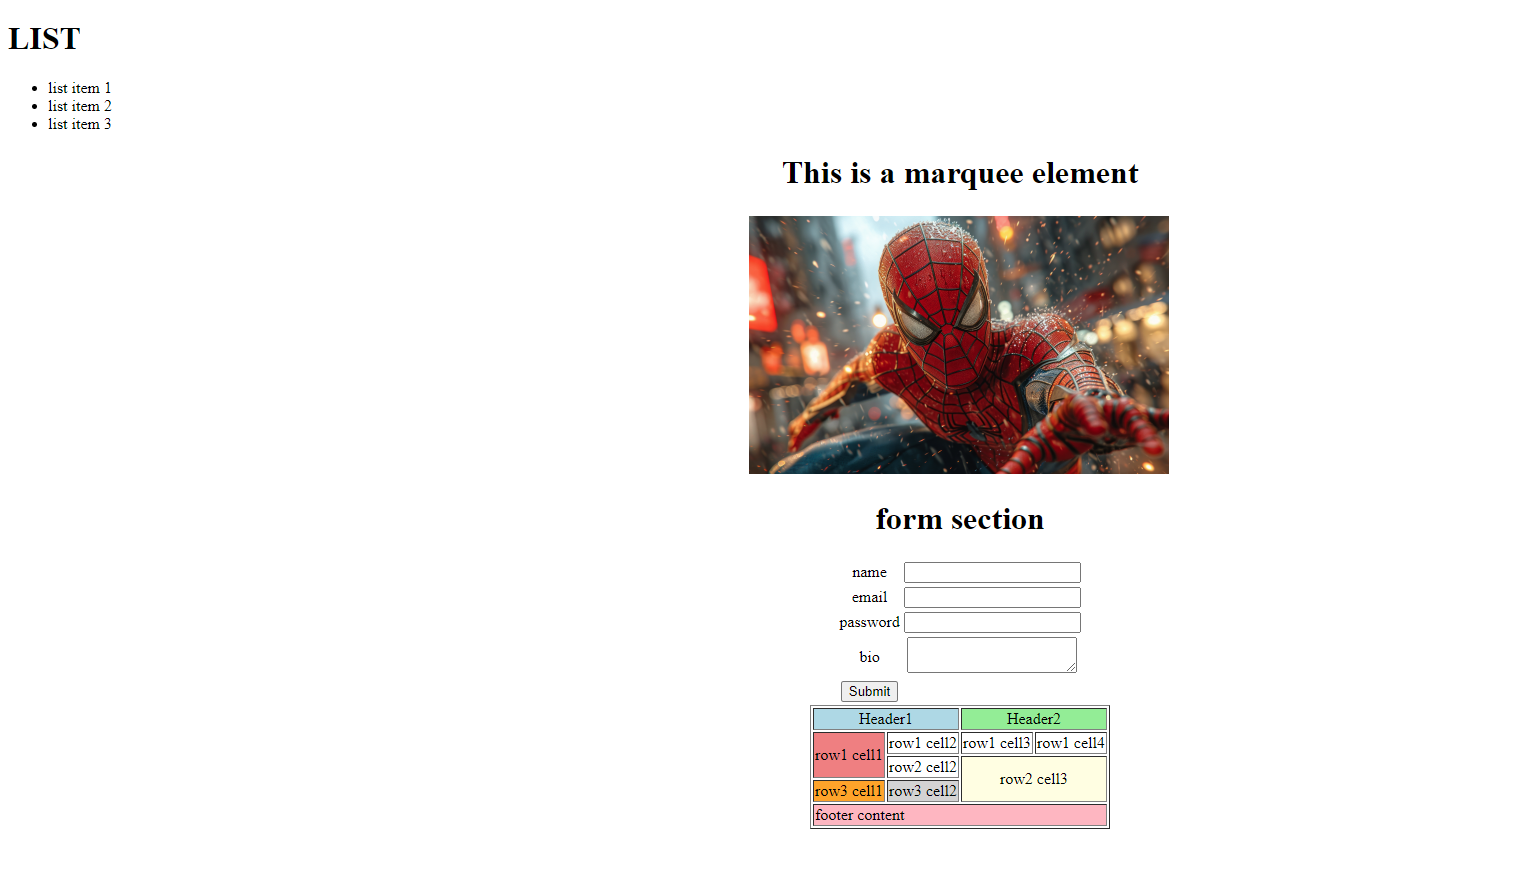 LIST
list item 1
list item 2
list item 3
This is a marquee element
form section
name
email
password
bio
Submit
Header1 Header2
row1 cell1 row1 cell2 row1 cell3 row1 cell4
row2 cell2 row2 cell3
row3 cell1 row3 cell2
footer content